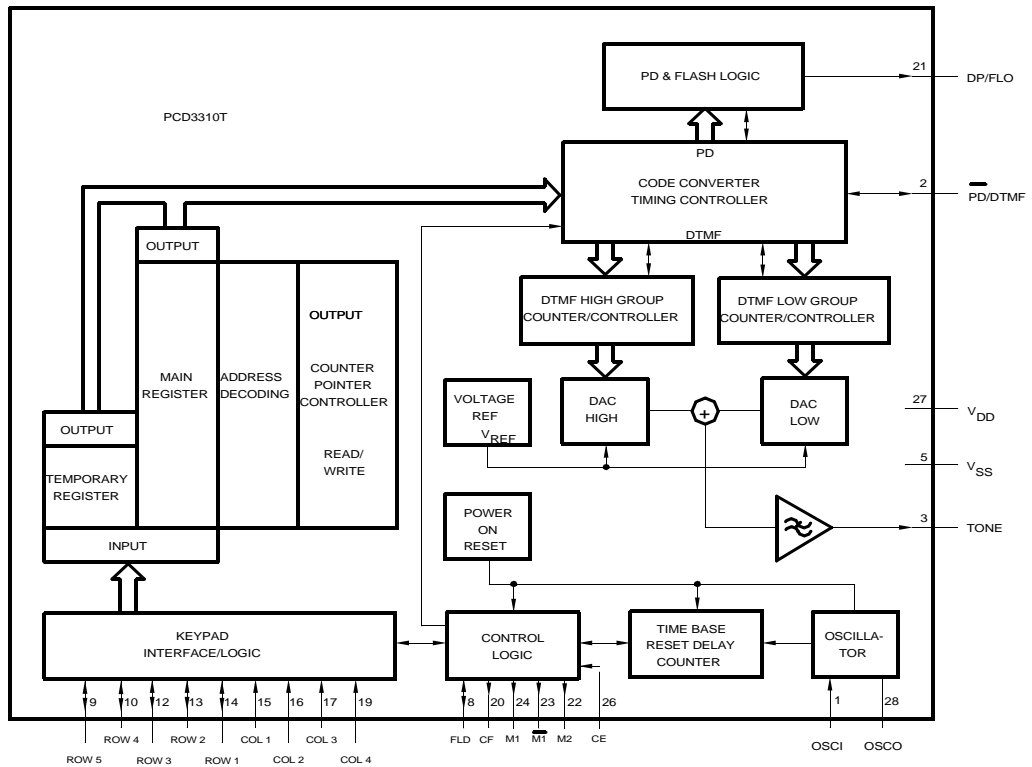 PCD3310T
PD & FLASH LOGIC
21
DP/FLO
PD
CODE CONVERTER
TIMING CONTROLLER
DTMF
2
PD/DTMF
OUTPUT
MAIN
REGISTER
ADDRESS
DECODING
OUTPUT
COUNTER
POINTER
CONTROLLER
READ/
WRITE
OUTPUT
TEMPORARY
REGISTER
INPUT
DTMF HIGH GROUP
COUNTER/CONTROLLER
DTMF LOW GROUP
COUNTER/CONTROLLER
VOLTAGE
REF
VREF
DAC
HIGH
+
DAC
LOW
27
VDD
5
VSS
POWER
ON
RESET
3
TONE
KEYPAD
INTERFACE/LOGIC
CONTROL
LOGIC
TIME BASE
RESET DELAY
COUNTER
OSCILLA-
TOR
9 10 12 13 14 15 16 17 19 8 20 24 23 22 26 1 28
ROW 5 ROW 4 ROW 3 ROW 2 ROW 1 COL 1 COL 2 COL 3 COL 4 FLD CF M1 M1 M2 CE OSCI OSCO